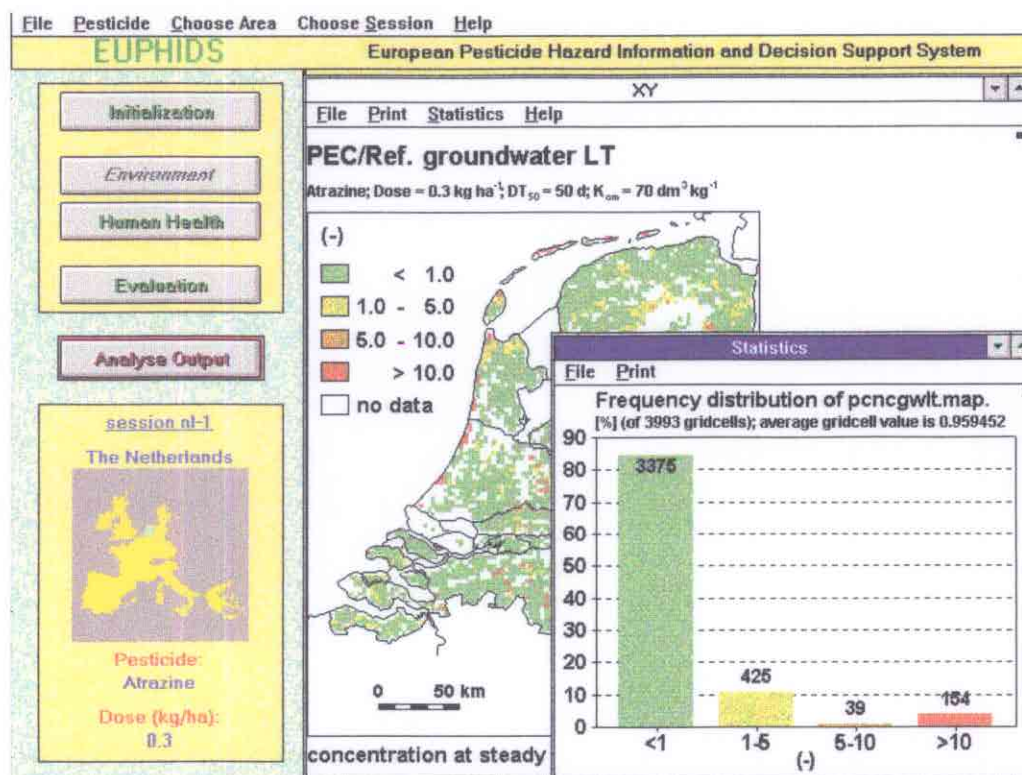 File Pesticide Choose Area Choose Session Help
EUPHIDS
European Pesticide Hazard Information and Decision Support System
Initialization
Environment
Human Health
Evaluation
Analyse Output
session nl-1
The Netherlands
Pesticide:
Atrazine
Dose (kg/ha):
0.3
XY
File Print Statistics Help
PEC/Ref. groundwater LT
Atrazine; Dose = 0.3 kg ha⁻¹; DT₅₀ = 50 d; Kₒₘ = 70 dm³ kg⁻¹
(-)
< 1.0
1.0 - 5.0
5.0 - 10.0
> 10.0
no data
0 50 km
concentration at steady
Statistics
File Print
Frequency distribution of pcncgwlt.map.
[%] (of 3993 gridcells); average gridcell value is 0.959452
90
80
70
60
50
40
30
20
10
0
3375
425
39
154
<1 1-5 5-10 >10
(-)